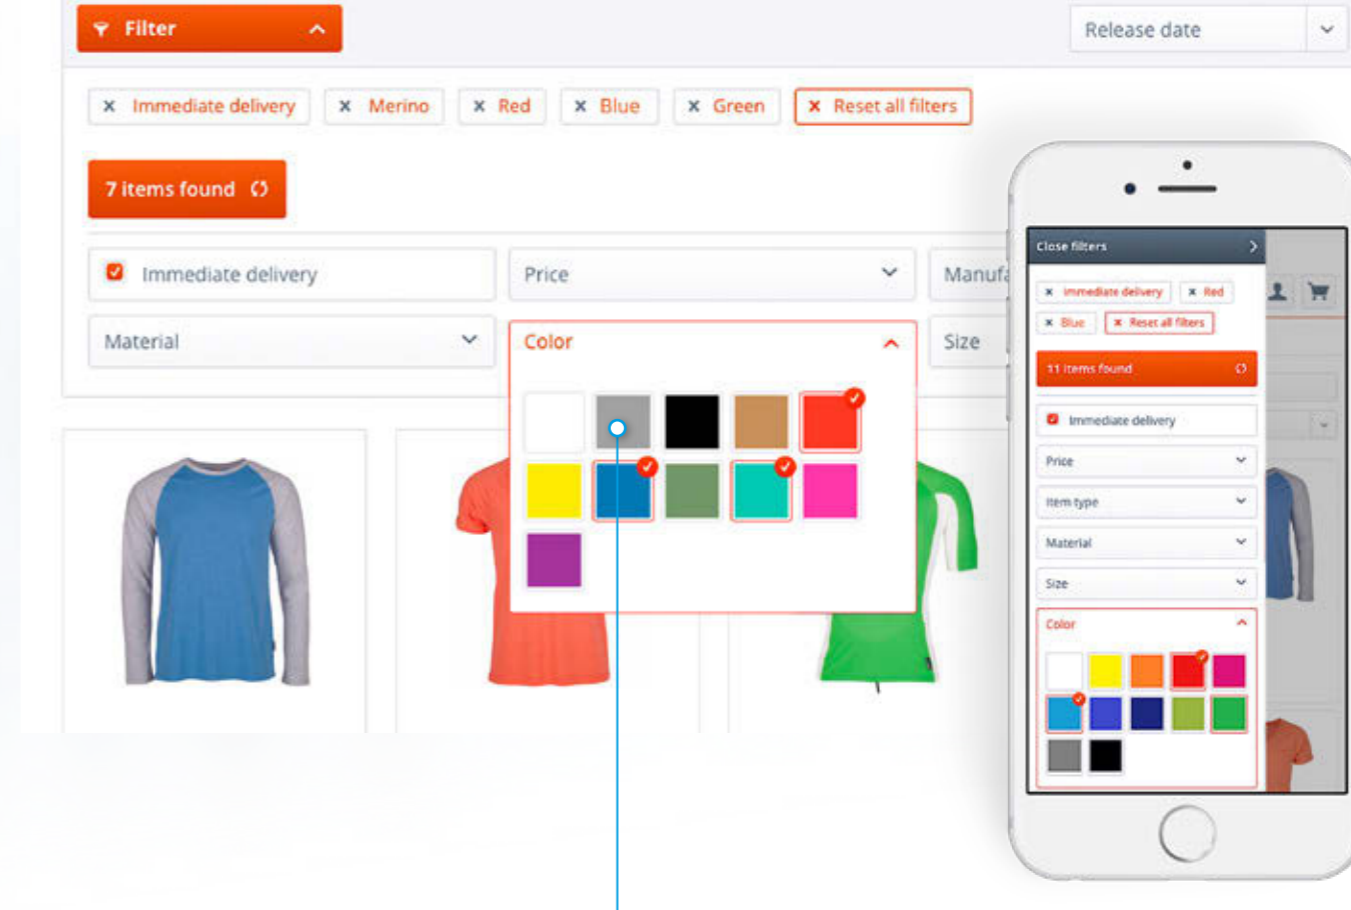 Filter
Release date
Immediate delivery
Merino
Red
Blue
Green
Reset all filters
7 items found
Immediate delivery
Price
Material
Color
Size
Close filters
Immediate delivery
Red
Blue
Reset all filters
11 items found
Immediate delivery
Price
Item type
Material
Size
Color